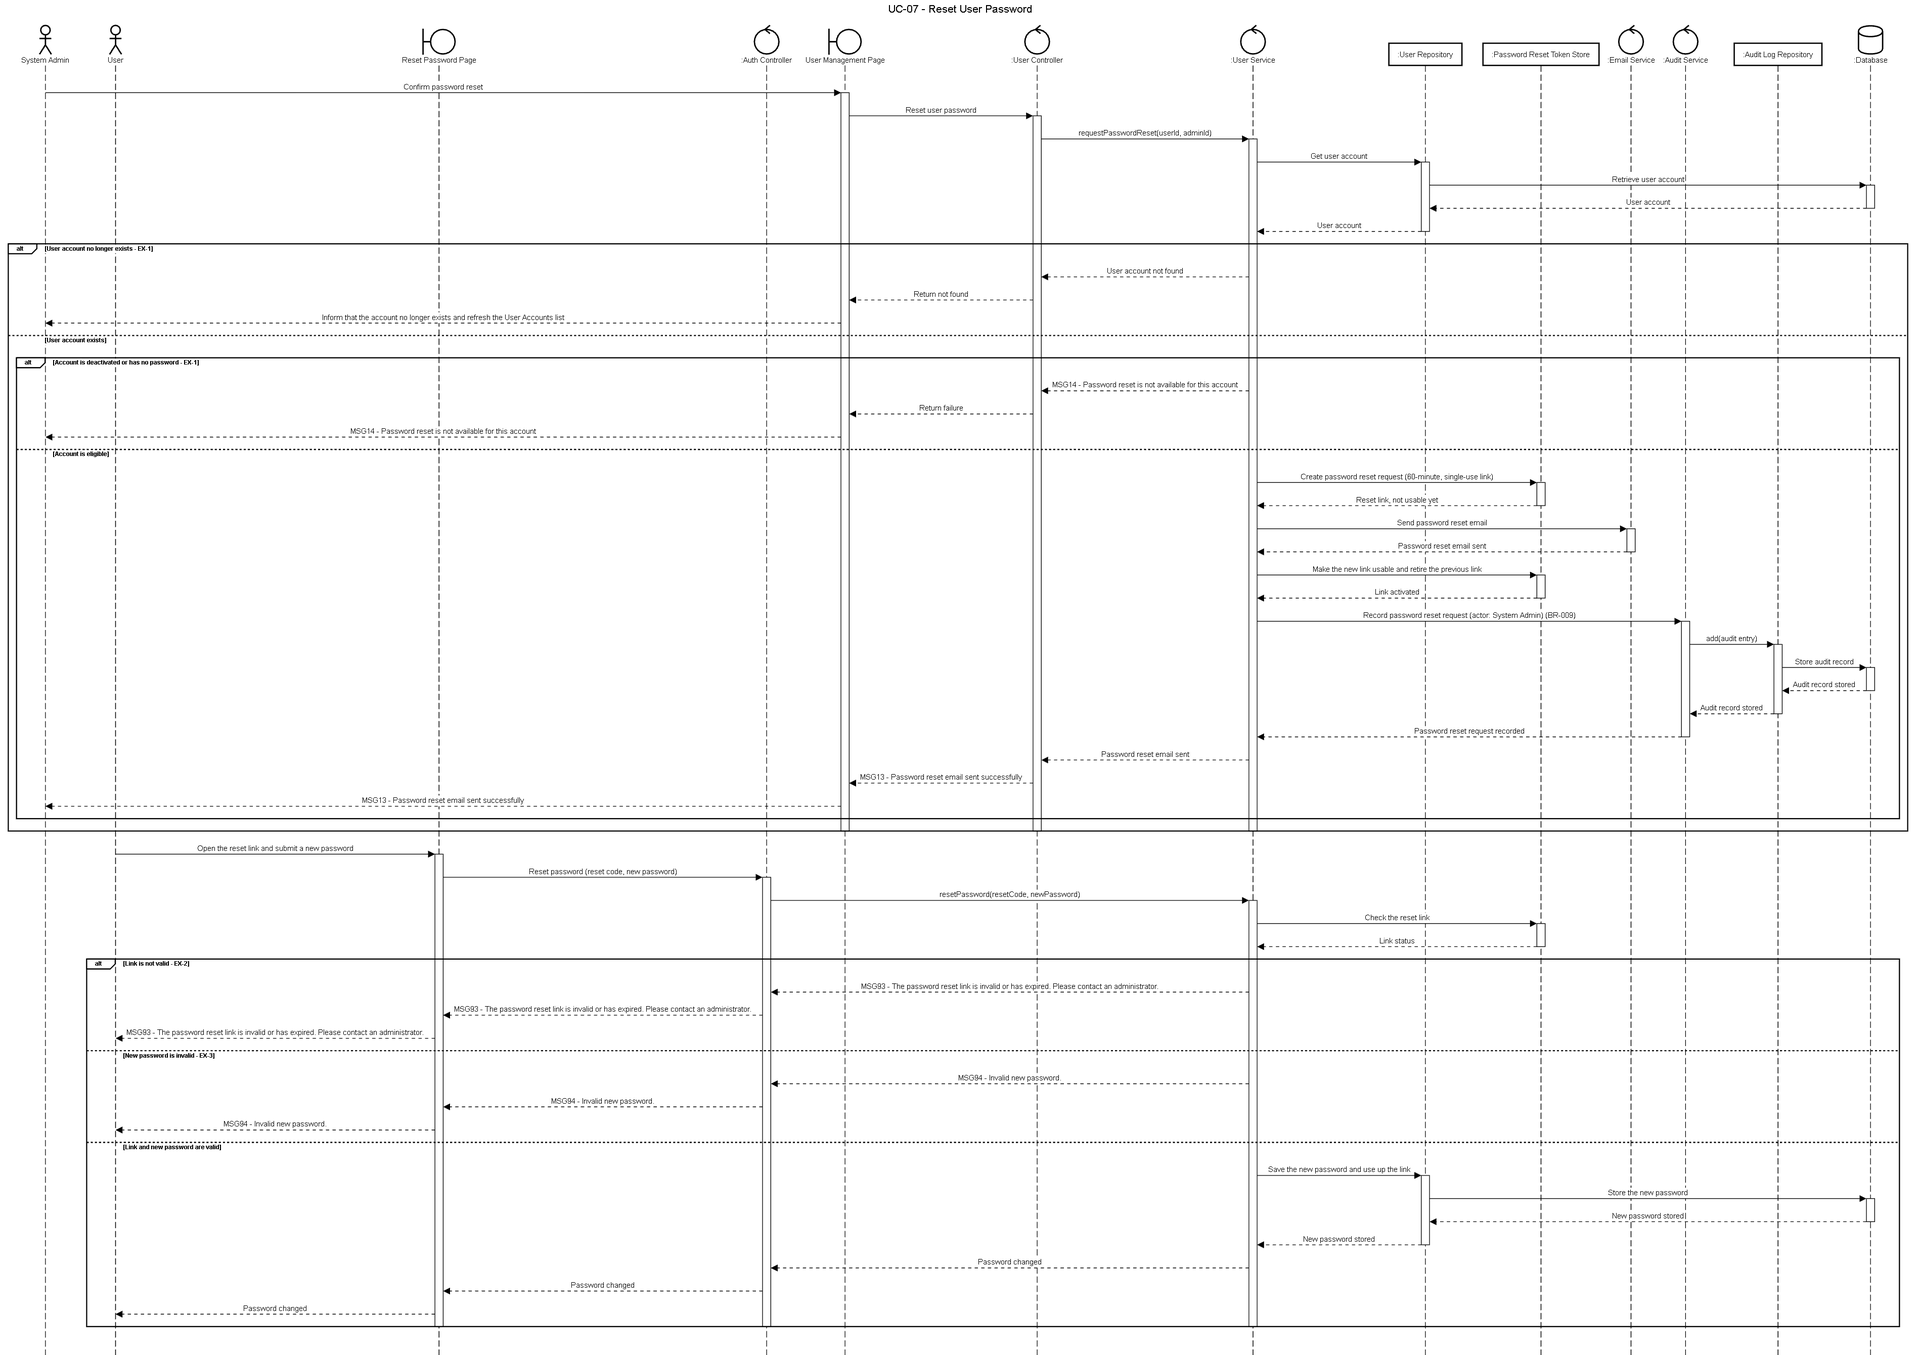 UC-07 - Reset User Password
System Admin
User
Reset Password Page
:Auth Controller
User Management Page
:User Controller
:User Service
:User Repository
:Password Reset Token Store
:Email Service
:Audit Service
:Audit Log Repository
:Database
Confirm password reset
Reset user password
requestPasswordReset(userId, adminId)
Get user account
Retrieve user account
User account
User account
alt
[User account no longer exists - EX-1]
User account not found
Return not found
Inform that the account no longer exists and refresh the User Accounts list
[User account exists]
alt
[Account is deactivated or has no password - EX-1]
MSG14 - Password reset is not available for this account
Return failure
MSG14 - Password reset is not available for this account
[Account is eligible]
Create password reset request (60-minute, single-use link)
Reset link, not usable yet
Send password reset email
Password reset email sent
Make the new link usable and retire the previous link
Link activated
Record password reset request (actor: System Admin) (BR-009)
add(audit entry)
Store audit record
Audit record stored
Audit record stored
Password reset request recorded
Password reset email sent
MSG13 - Password reset email sent successfully
MSG13 - Password reset email sent successfully
Open the reset link and submit a new password
Reset password (reset code, new password)
resetPassword(resetCode, newPassword)
Check the reset link
Link status
alt
[Link is not valid - EX-2]
MSG93 - The password reset link is invalid or has expired. Please contact an administrator.
MSG93 - The password reset link is invalid or has expired. Please contact an administrator.
MSG93 - The password reset link is invalid or has expired. Please contact an administrator.
[New password is invalid - EX-3]
MSG94 - Invalid new password.
MSG94 - Invalid new password.
MSG94 - Invalid new password.
[Link and new password are valid]
Save the new password and use up the link
Store the new password
New password stored
New password stored
Password changed
Password changed
Password changed